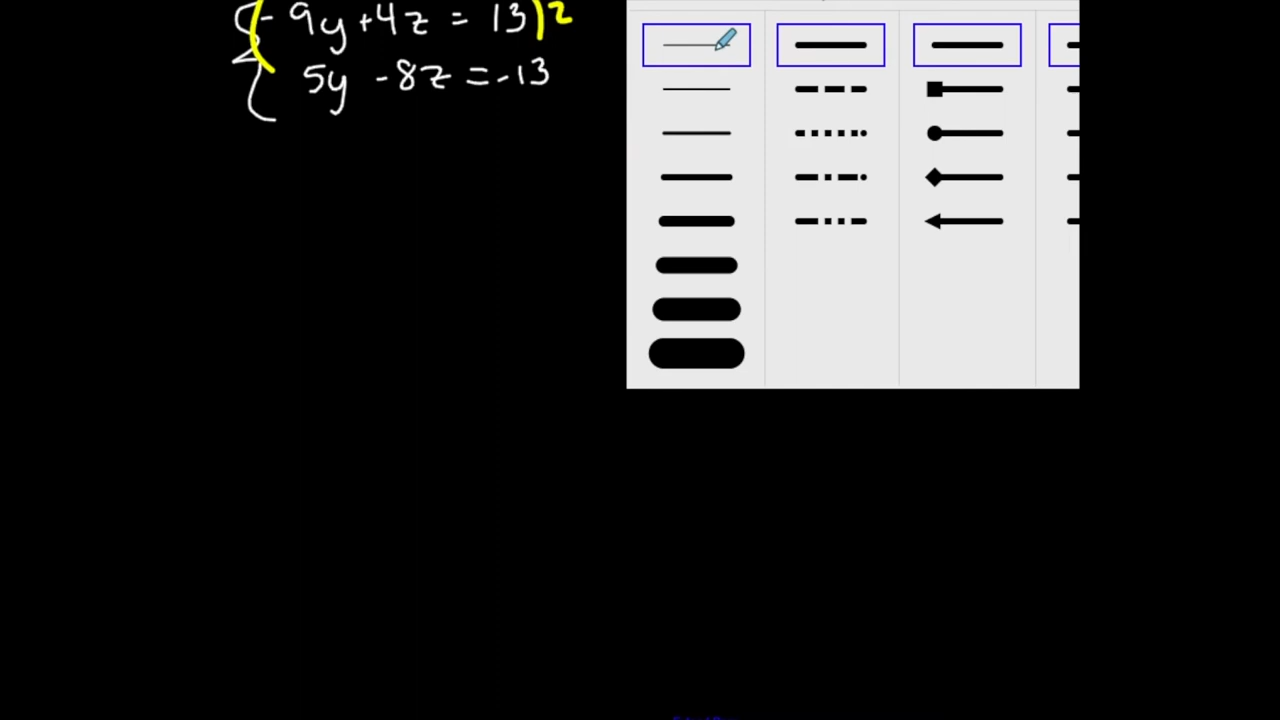 - 9y + 4z = 13) 2
5y - 8z = -13